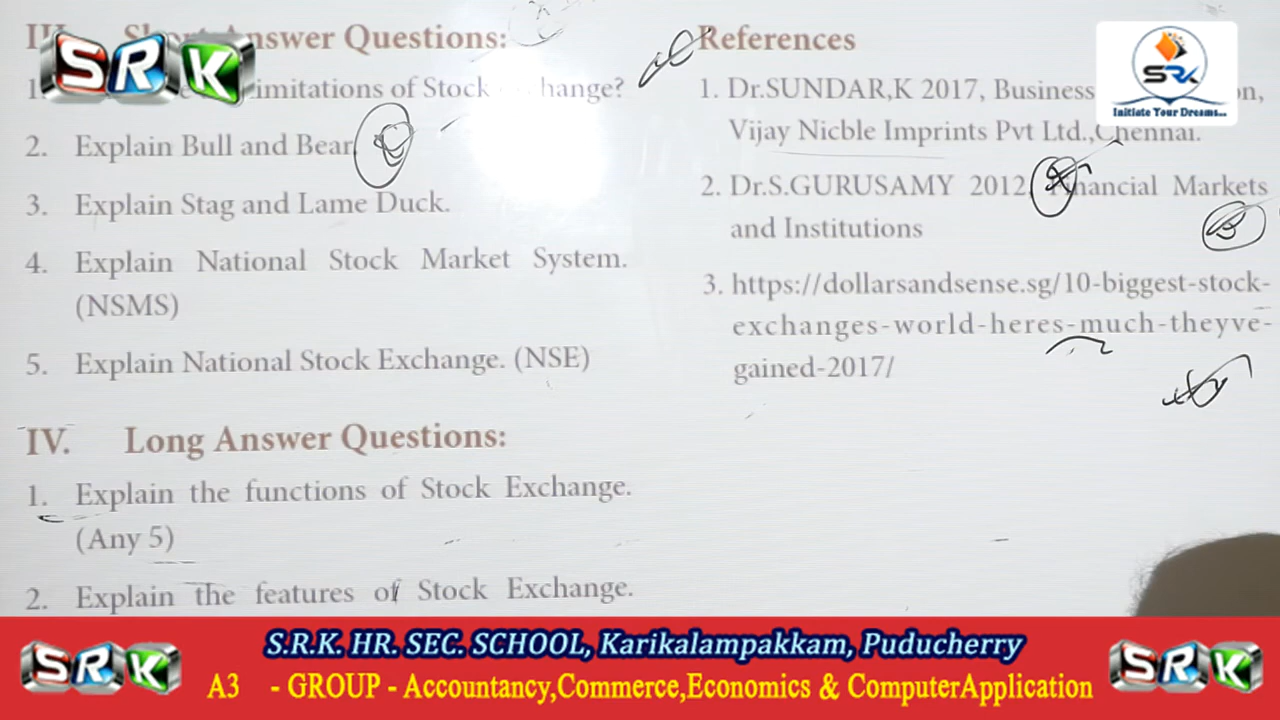 III. Answer Questions:
1. Limitations of Stock hange?
2. Explain Bull and Bear.
3. Explain Stag and Lame Duck.
4. Explain National Stock Market System.
(NSMS)
5. Explain National Stock Exchange. (NSE)
IV. Long Answer Questions:
1. Explain the functions of Stock Exchange.
(Any 5)
2. Explain the features of Stock Exchange.
References
1. Dr.SUNDAR,K 2017, Business on,
Vijay Nicble Imprints Pvt Ltd.,Chennai.
2. Dr.S.GURUSAMY 2012, Financial Markets
and Institutions
3. https://dollarsandsense.sg/10-biggest-stock-
exchanges-world-heres-much-theyve-
gained-2017/
SRK
SRK
Initiate Your Dreams...
SRK
S.R.K. HR. SEC. SCHOOL, Karikalampakkam, Puducherry
A3 - GROUP - Accountancy,Commerce,Economics & ComputerApplication
SRK